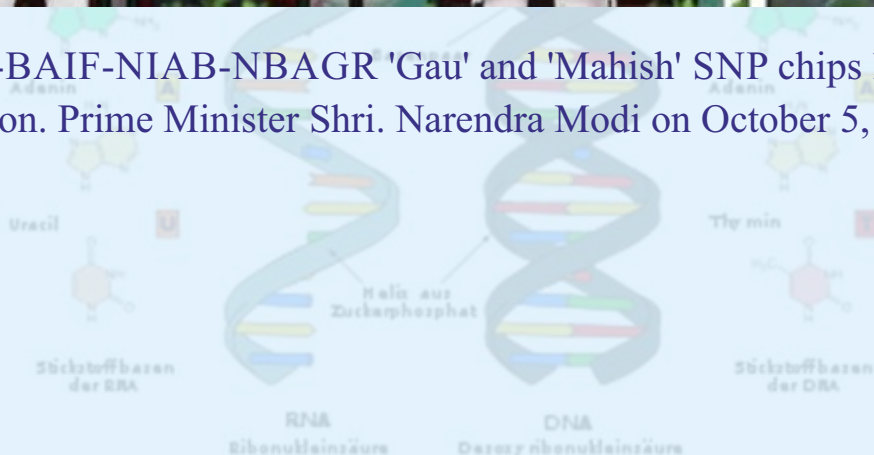 -BAIF-NIAB-NBAGR 'Gau' and 'Mahish' SNP chips
on. Prime Minister Shri. Narendra Modi on October 5,
Adenin A Adenin A
Uracil U Thymin T
Helix aus
Zuckerphosphat
Stickstoffbasen Stickstoffbasen
der RNA der DNA
RNA DNA
Ribonukleinsäure Desoxyribonukleinsäure